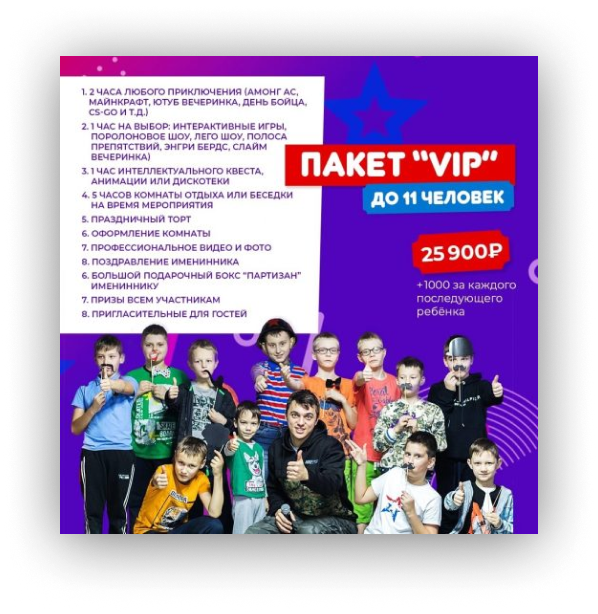 1. 2 ЧАСА ЛЮБОГО ПРИКЛЮЧЕНИЯ (АМОНГ АС,
МАЙНКРАФТ, ЮТУБ ВЕЧЕРИНКА, ДЕНЬ БОЙЦА,
CS-GO И Т.Д.)
2. 1 ЧАС НА ВЫБОР: ИНТЕРАКТИВНЫЕ ИГРЫ,
ПОРОЛОНОВОЕ ШОУ, ЛЕГО ШОУ, ПОЛОСА
ПРЕПЯТСТВИЙ, ЭНГРИ БЕРДС, СЛАЙМ
ВЕЧЕРИНКА)
3. 1 ЧАС ИНТЕЛЛЕКТУАЛЬНОГО КВЕСТА,
АНИМАЦИИ ИЛИ ДИСКОТЕКИ
4. 5 ЧАСОВ КОМНАТЫ ОТДЫХА ИЛИ БЕСЕДКИ
НА ВРЕМЯ МЕРОПРИЯТИЯ
5. ПРАЗДНИЧНЫЙ ТОРТ
6. ОФОРМЛЕНИЕ КОМНАТЫ
7. ПРОФЕССИОНАЛЬНОЕ ВИДЕО И ФОТО
8. ПОЗДРАВЛЕНИЕ ИМЕНИННИКА
6. БОЛЬШОЙ ПОДАРОЧНЫЙ БОКС "ПАРТИЗАН"
ИМЕНИННИКУ
7. ПРИЗЫ ВСЕМ УЧАСТНИКАМ
8. ПРИГЛАСИТЕЛЬНЫЕ ДЛЯ ГОСТЕЙ
ПАКЕТ "VIP"
ДО 11 ЧЕЛОВЕК
25 900₽
+1000 за каждого
последующего
ребёнка